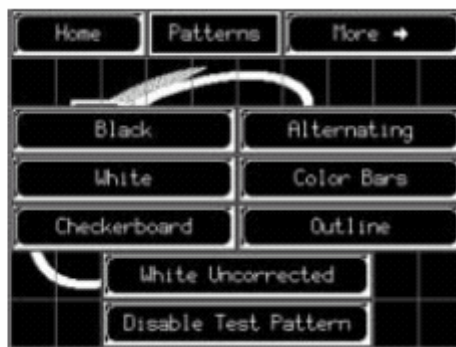 Home Patterns More →
Black Alternating
White Color Bars
Checkerboard Outline
White Uncorrected
Disable Test Pattern